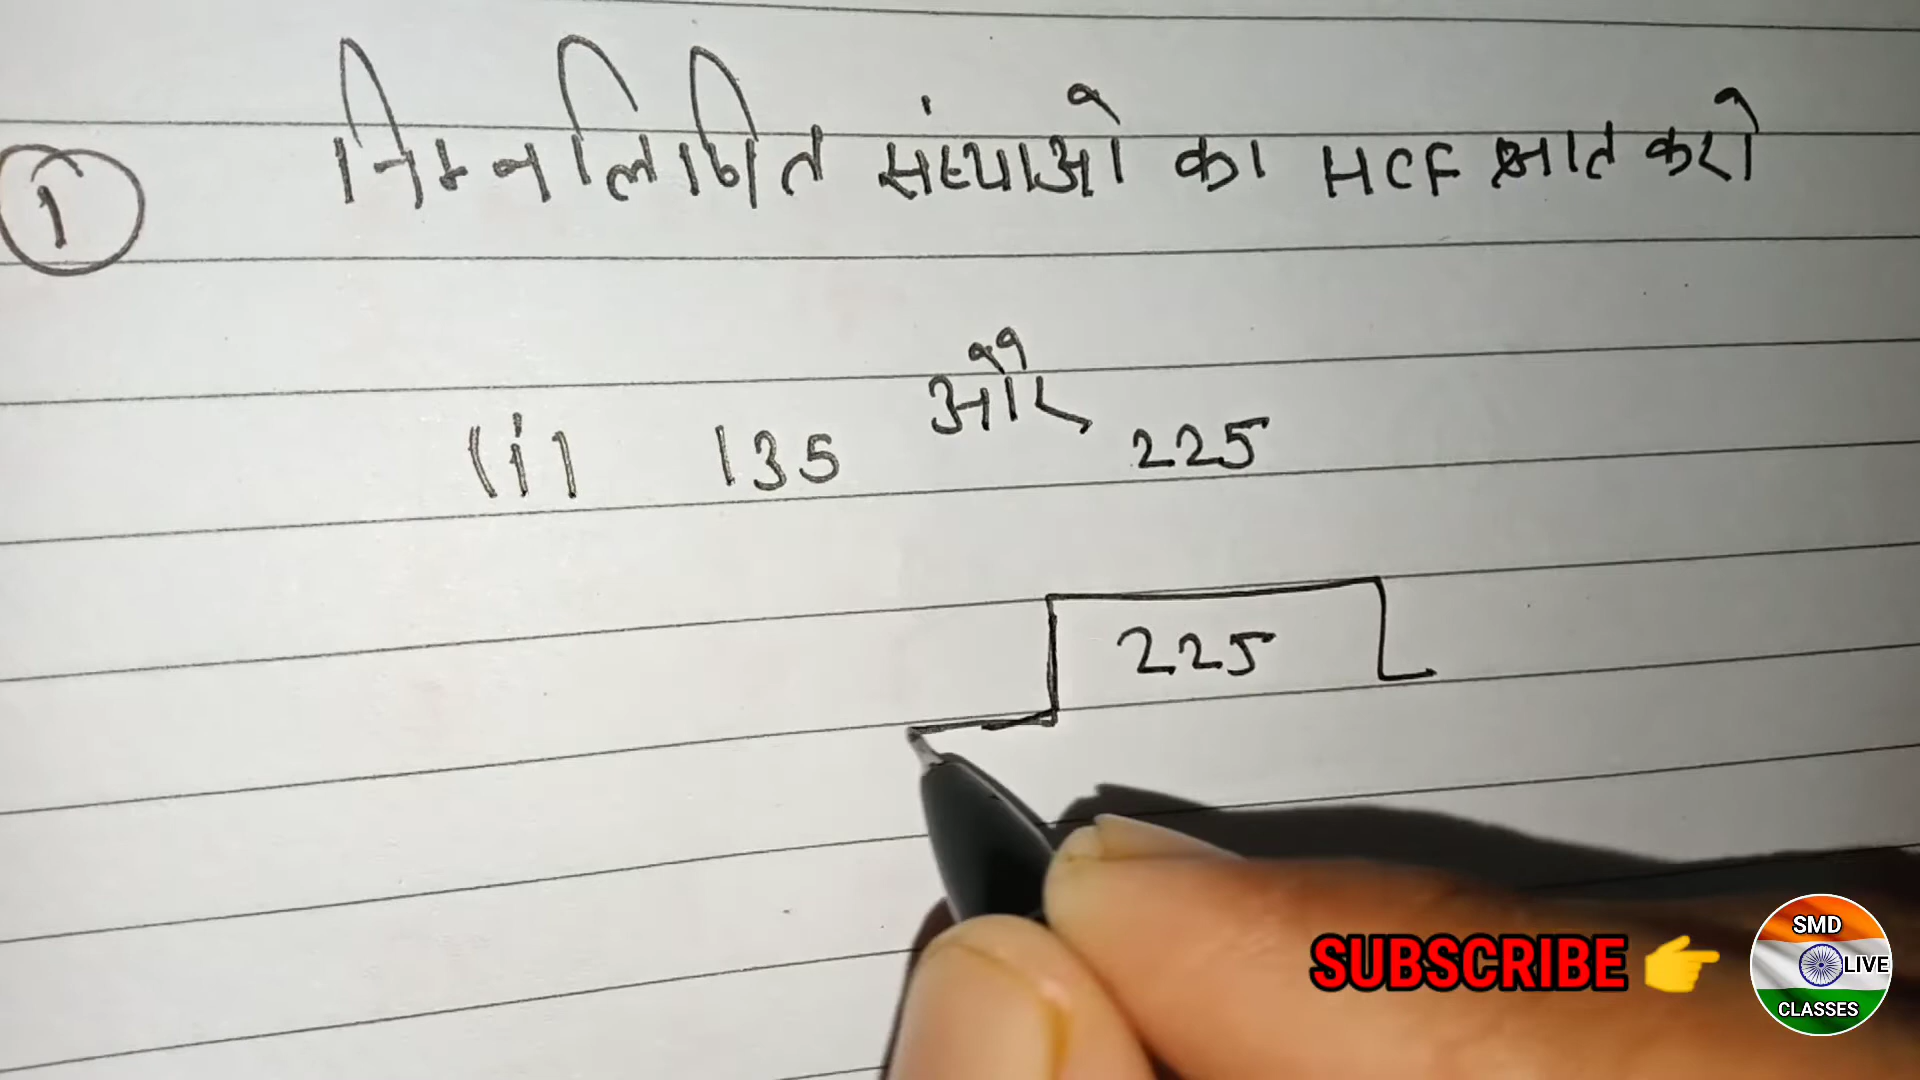 1 निम्नलिखित संख्याओ का HCF ज्ञात करो
(i) 135 और 225
225
SUBSCRIBE
SMD
LIVE
CLASSES